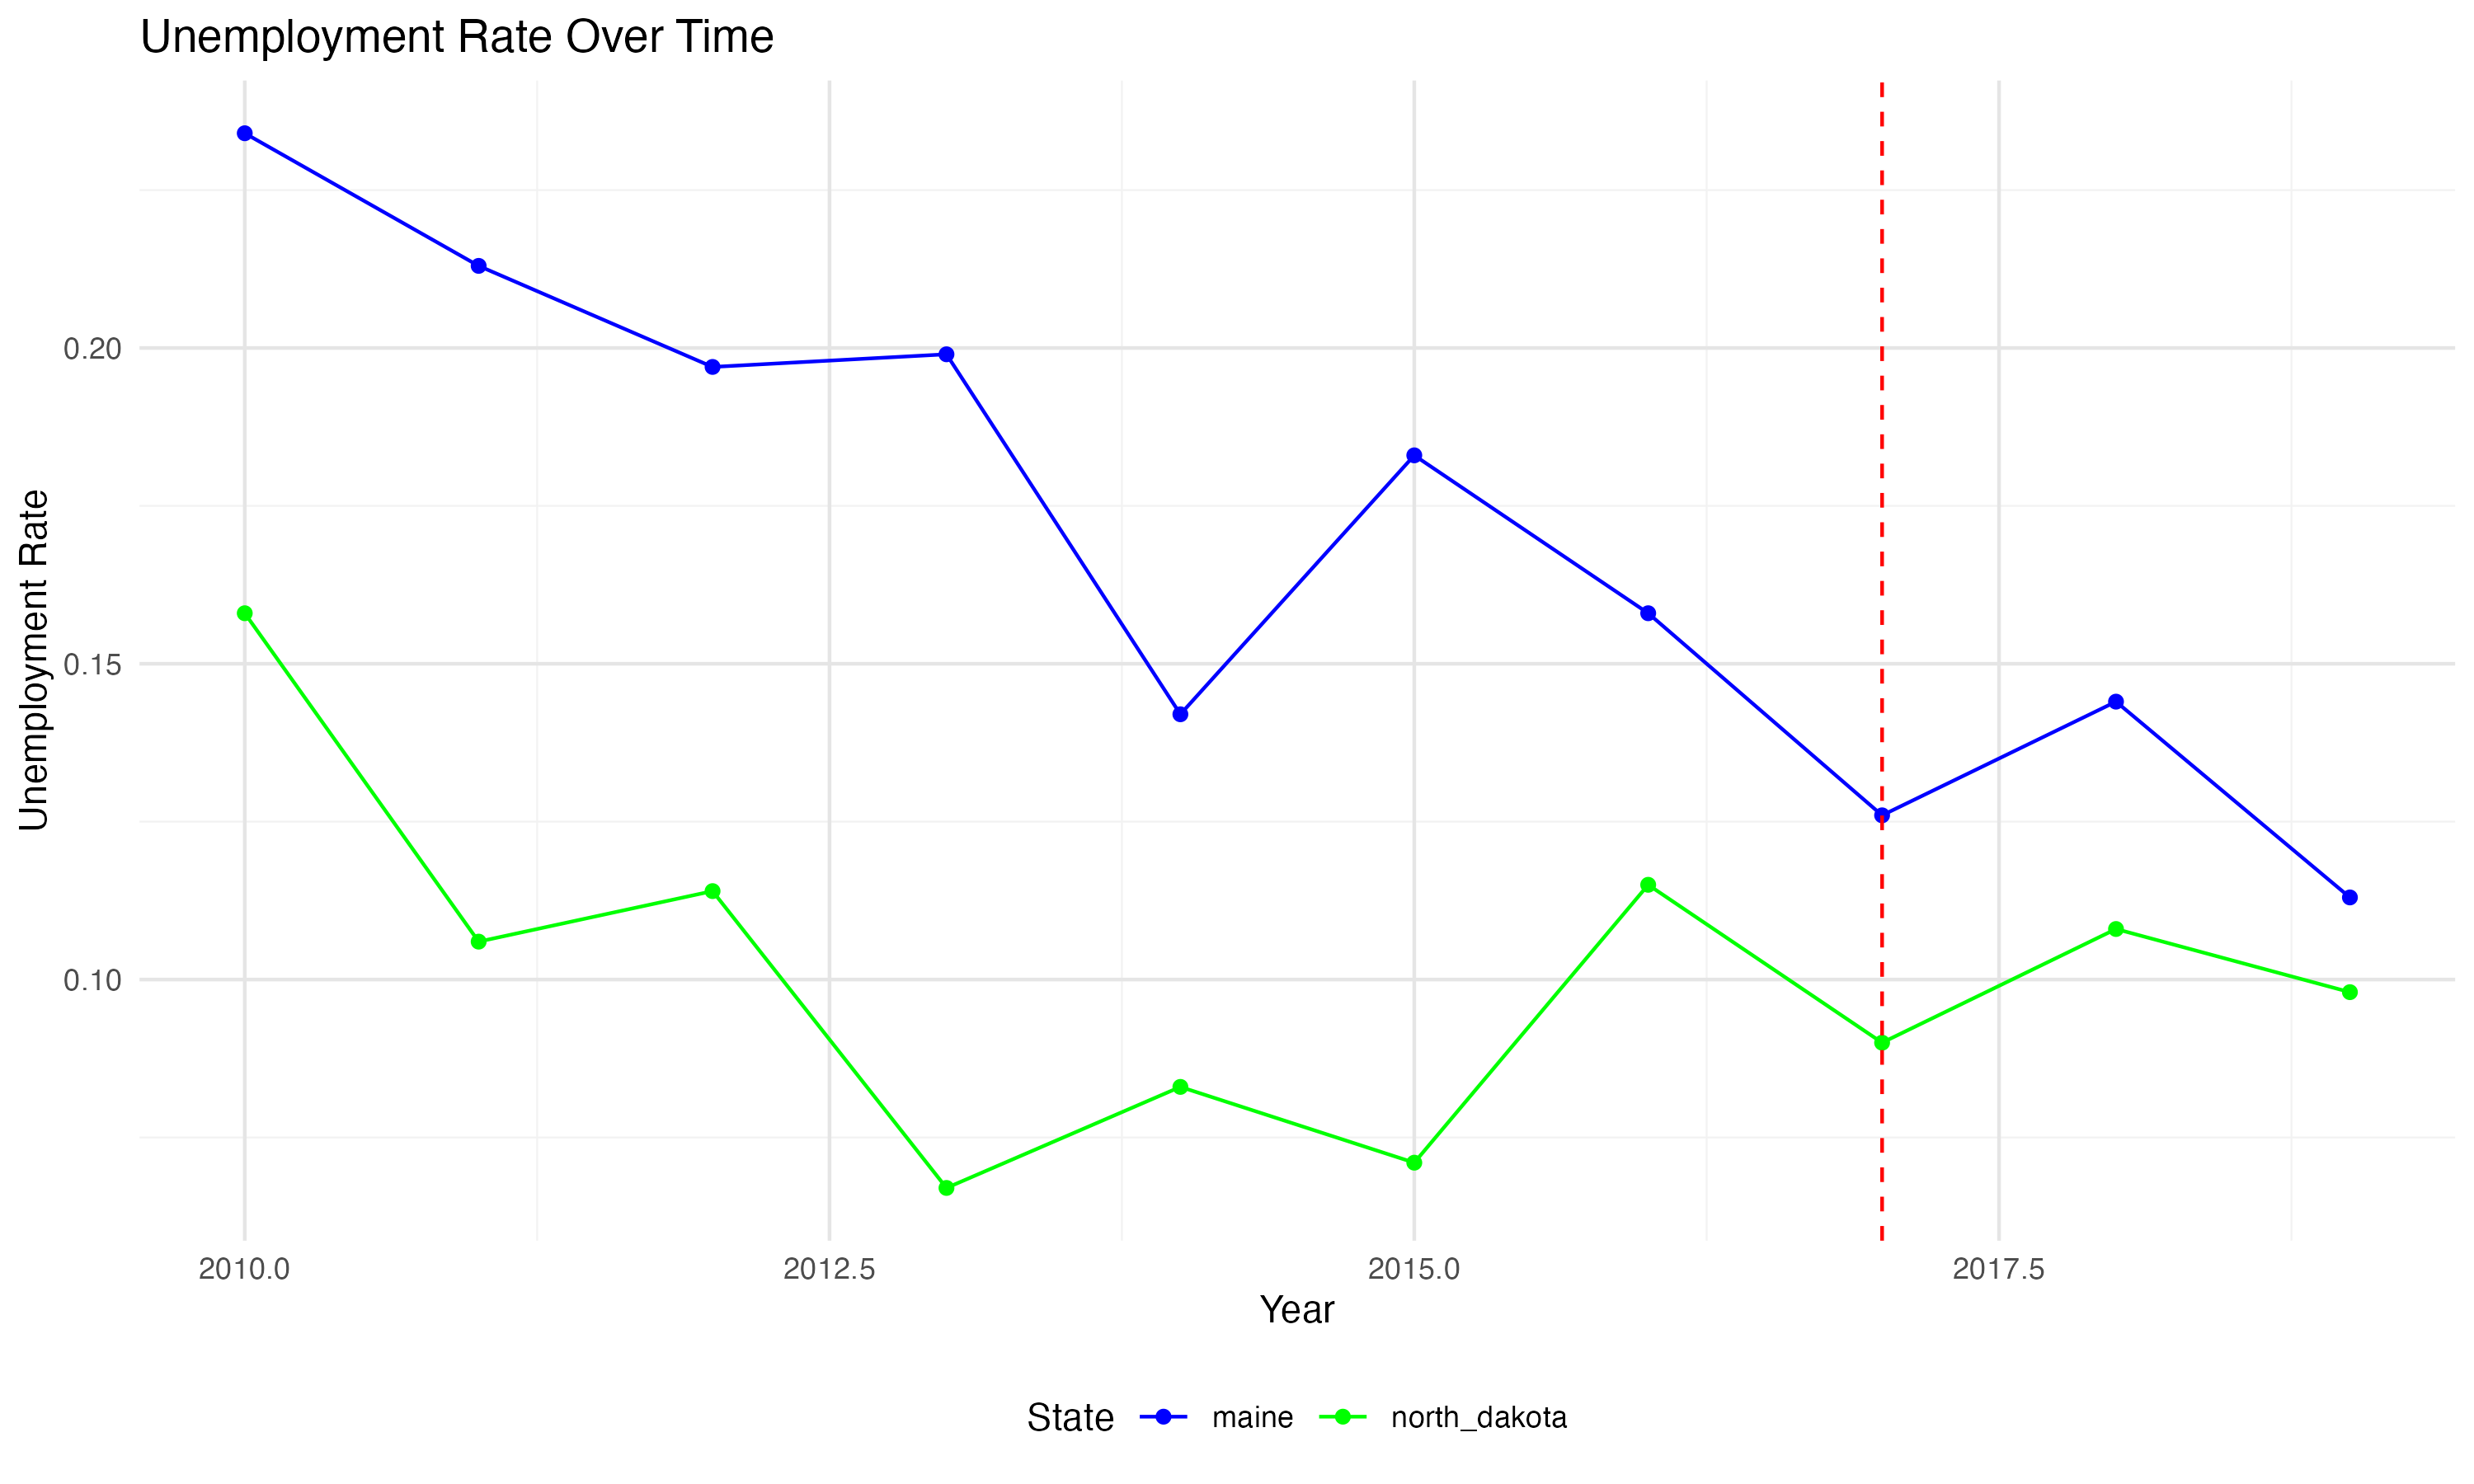 Unemployment Rate Over Time
Unemployment Rate
0.20
0.15
0.10
2010.0 2012.5 2015.0 2017.5
Year
State maine north_dakota